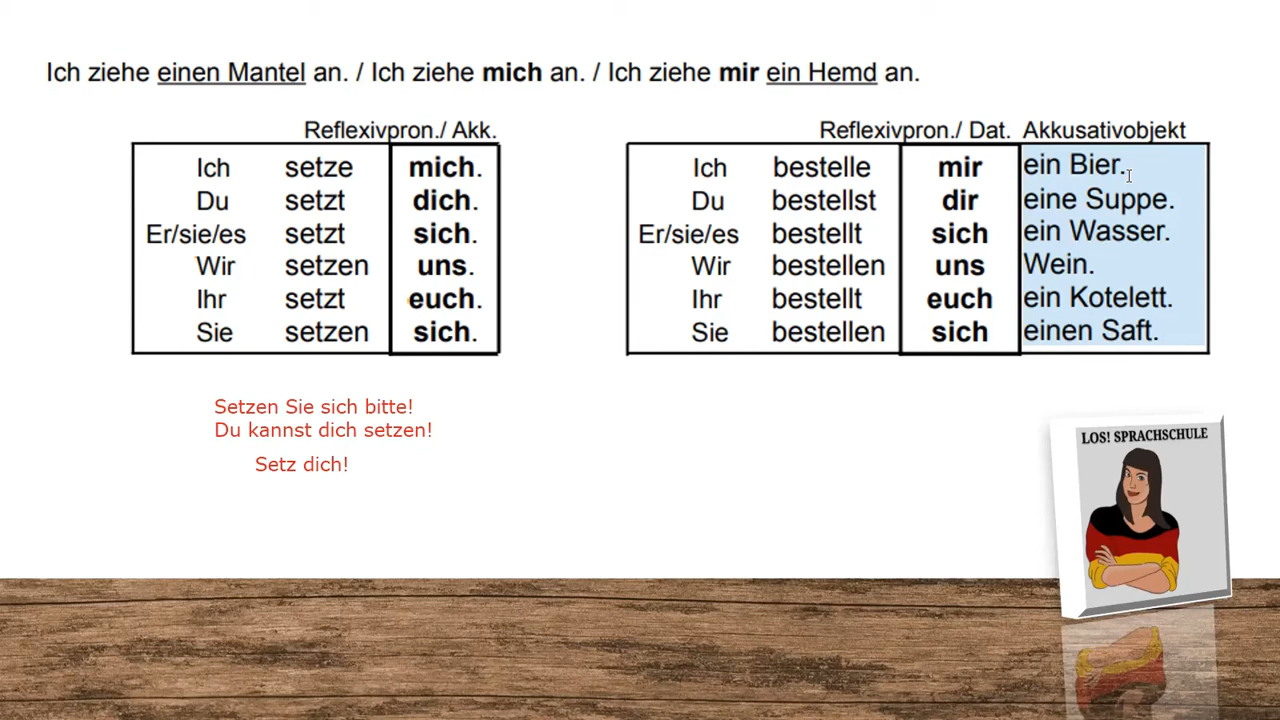 Ich ziehe einen Mantel an. / Ich ziehe mich an. / Ich ziehe mir ein Hemd an.
Reflexivpron./ Akk.
Ich setze mich.
Du setzt dich.
Er/sie/es setzt sich.
Wir setzen uns.
Ihr setzt euch.
Sie setzen sich.
Reflexivpron./ Dat. Akkusativobjekt
Ich bestelle mir ein Bier.
Du bestellst dir eine Suppe.
Er/sie/es bestellt sich ein Wasser.
Wir bestellen uns Wein.
Ihr bestellt euch ein Kotelett.
Sie bestellen sich einen Saft.
Setzen Sie sich bitte!
Du kannst dich setzen!
Setz dich!
LOS! SPRACHSCHULE